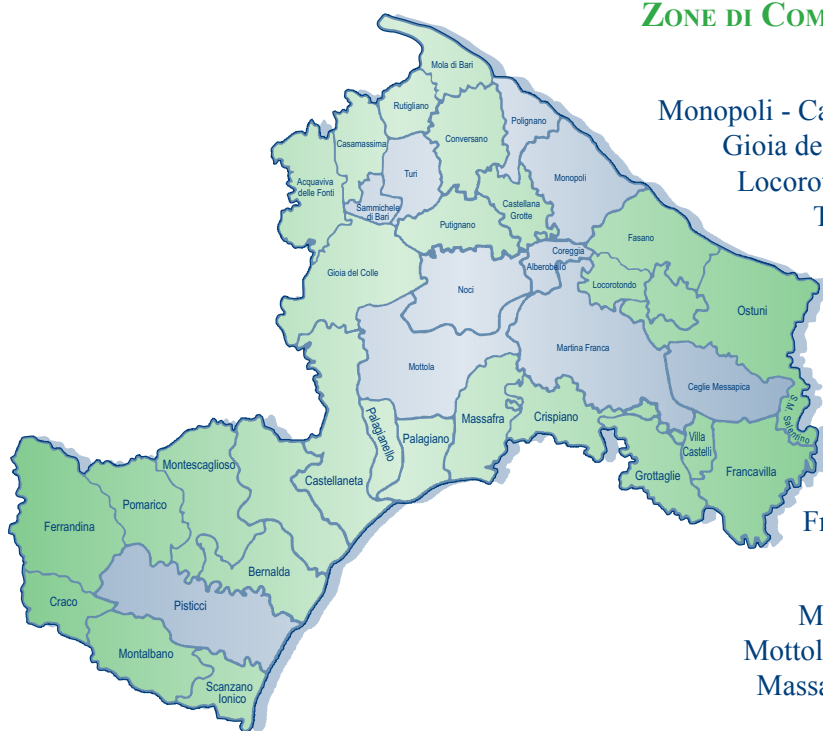 ZONE DI COM
Monopoli - Ca
Gioia de
Locoro
T
Fr
M
Mottol
Massa
Mola di Bari
Rutigliano
Polignano
Casamassima
Conversano
Turi
Monopoli
Acquaviva
delle Fonti
Sammichele
di Bari
Castellana
Grotte
Putignano
Fasano
Coreggia
Alberobello
Gioia del Colle
Noci
Locorotondo
Ostuni
Martina Franca
Mottola
Ceglie Messapica
S.M. Salentino
Massafra
Crispiano
Palagianello
Palagiano
Villa
Castelli
Montescaglioso
Castellaneta
Grottaglie
Francavilla
Pomarico
Ferrandina
Bernalda
Craco
Pisticci
Montalbano
Scanzano
Ionico